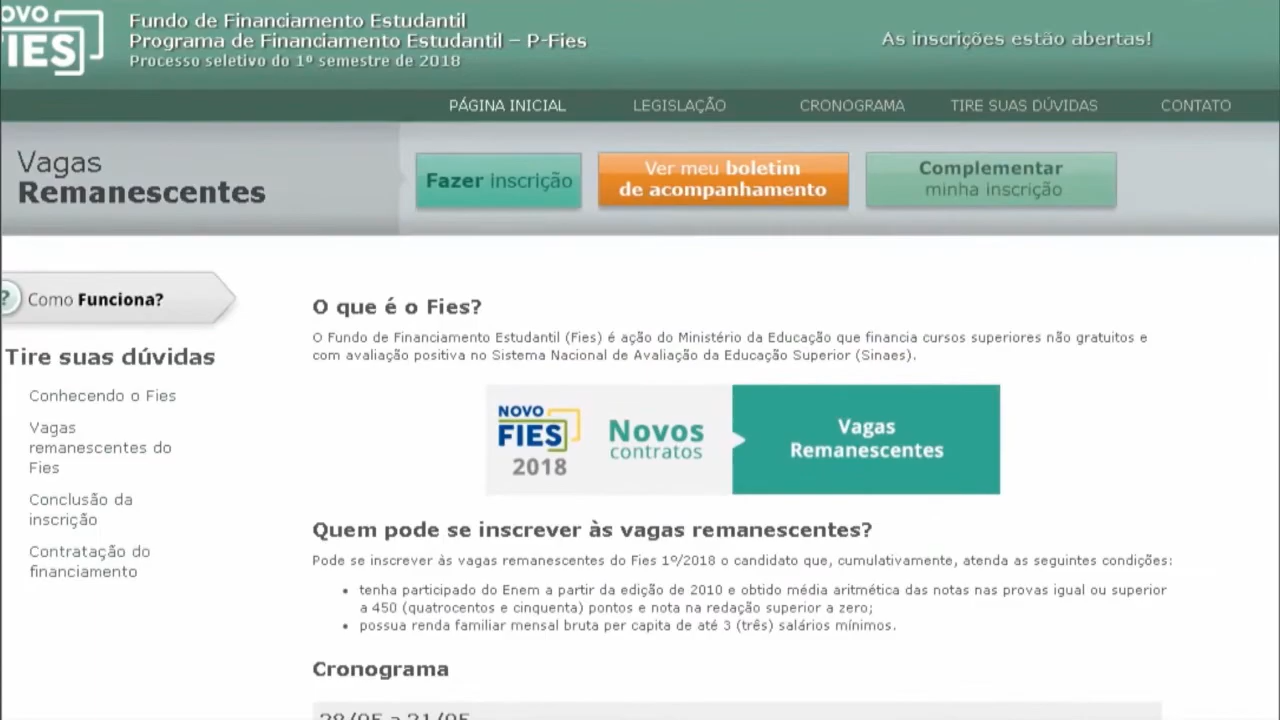 NOVO
FIES
Fundo de Financiamento Estudantil
Programa de Financiamento Estudantil – P-Fies
Processo seletivo do 1º semestre de 2018
As inscrições estão abertas!
PÁGINA INICIAL
LEGISLAÇÃO
CRONOGRAMA
TIRE SUAS DÚVIDAS
CONTATO
Vagas
Remanescentes
Fazer inscrição
Ver meu boletim
de acompanhamento
Complementar
minha inscrição
? Como Funciona?
Tire suas dúvidas
Conhecendo o Fies
Vagas
remanescentes do
Fies
Conclusão da
inscrição
Contratação do
financiamento
O que é o Fies?
O Fundo de Financiamento Estudantil (Fies) é ação do Ministério da Educação que financia cursos superiores não gratuitos e
com avaliação positiva no Sistema Nacional de Avaliação da Educação Superior (Sinaes).
NOVO
FIES
2018
Novos
contratos
Vagas
Remanescentes
Quem pode se inscrever às vagas remanescentes?
Pode se inscrever às vagas remanescentes do Fies 1º/2018 o candidato que, cumulativamente, atenda as seguintes condições:
• tenha participado do Enem a partir da edição de 2010 e obtido média aritmética das notas nas provas igual ou superior
a 450 (quatrocentos e cinquenta) pontos e nota na redação superior a zero;
• possua renda familiar mensal bruta per capita de até 3 (três) salários mínimos.
Cronograma